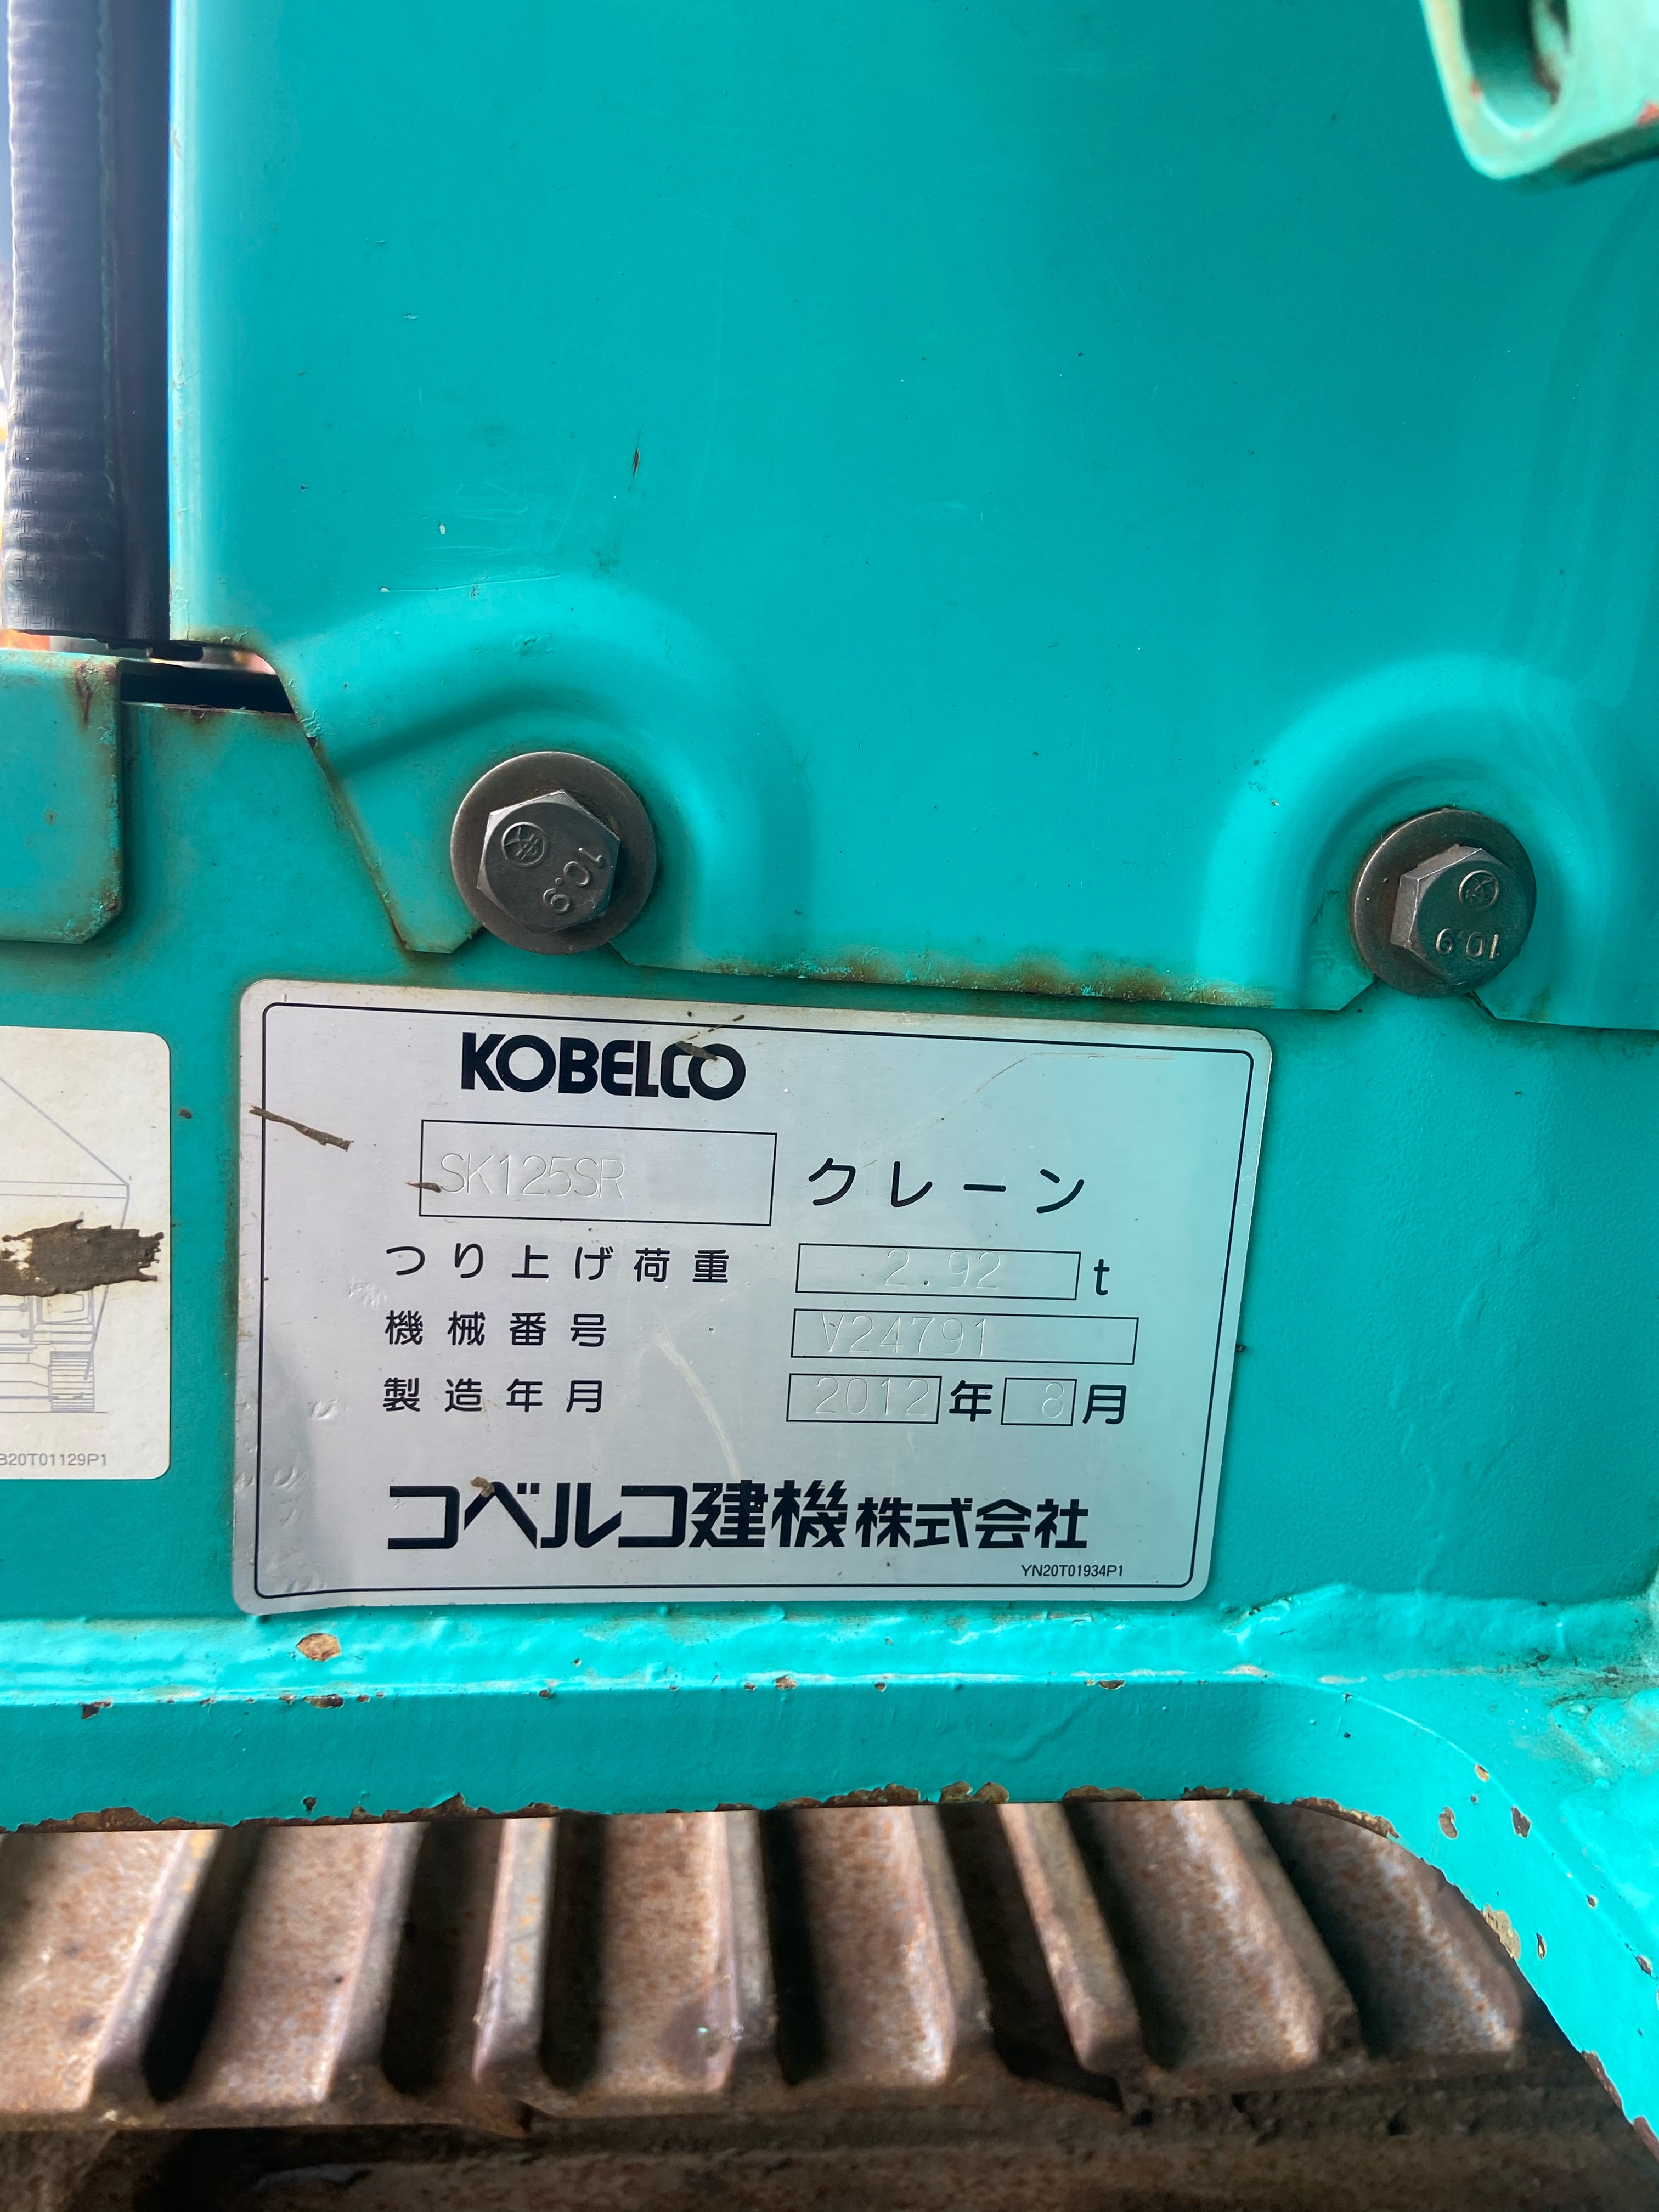 10.9
10.9
KOBELCO
SK125SR クレーン
つり上げ荷重 2.92 t
機械番号 V24791
製造年月 2012年 8月
コベルコ建機株式会社
YN20T01934P1
B20T01129P1